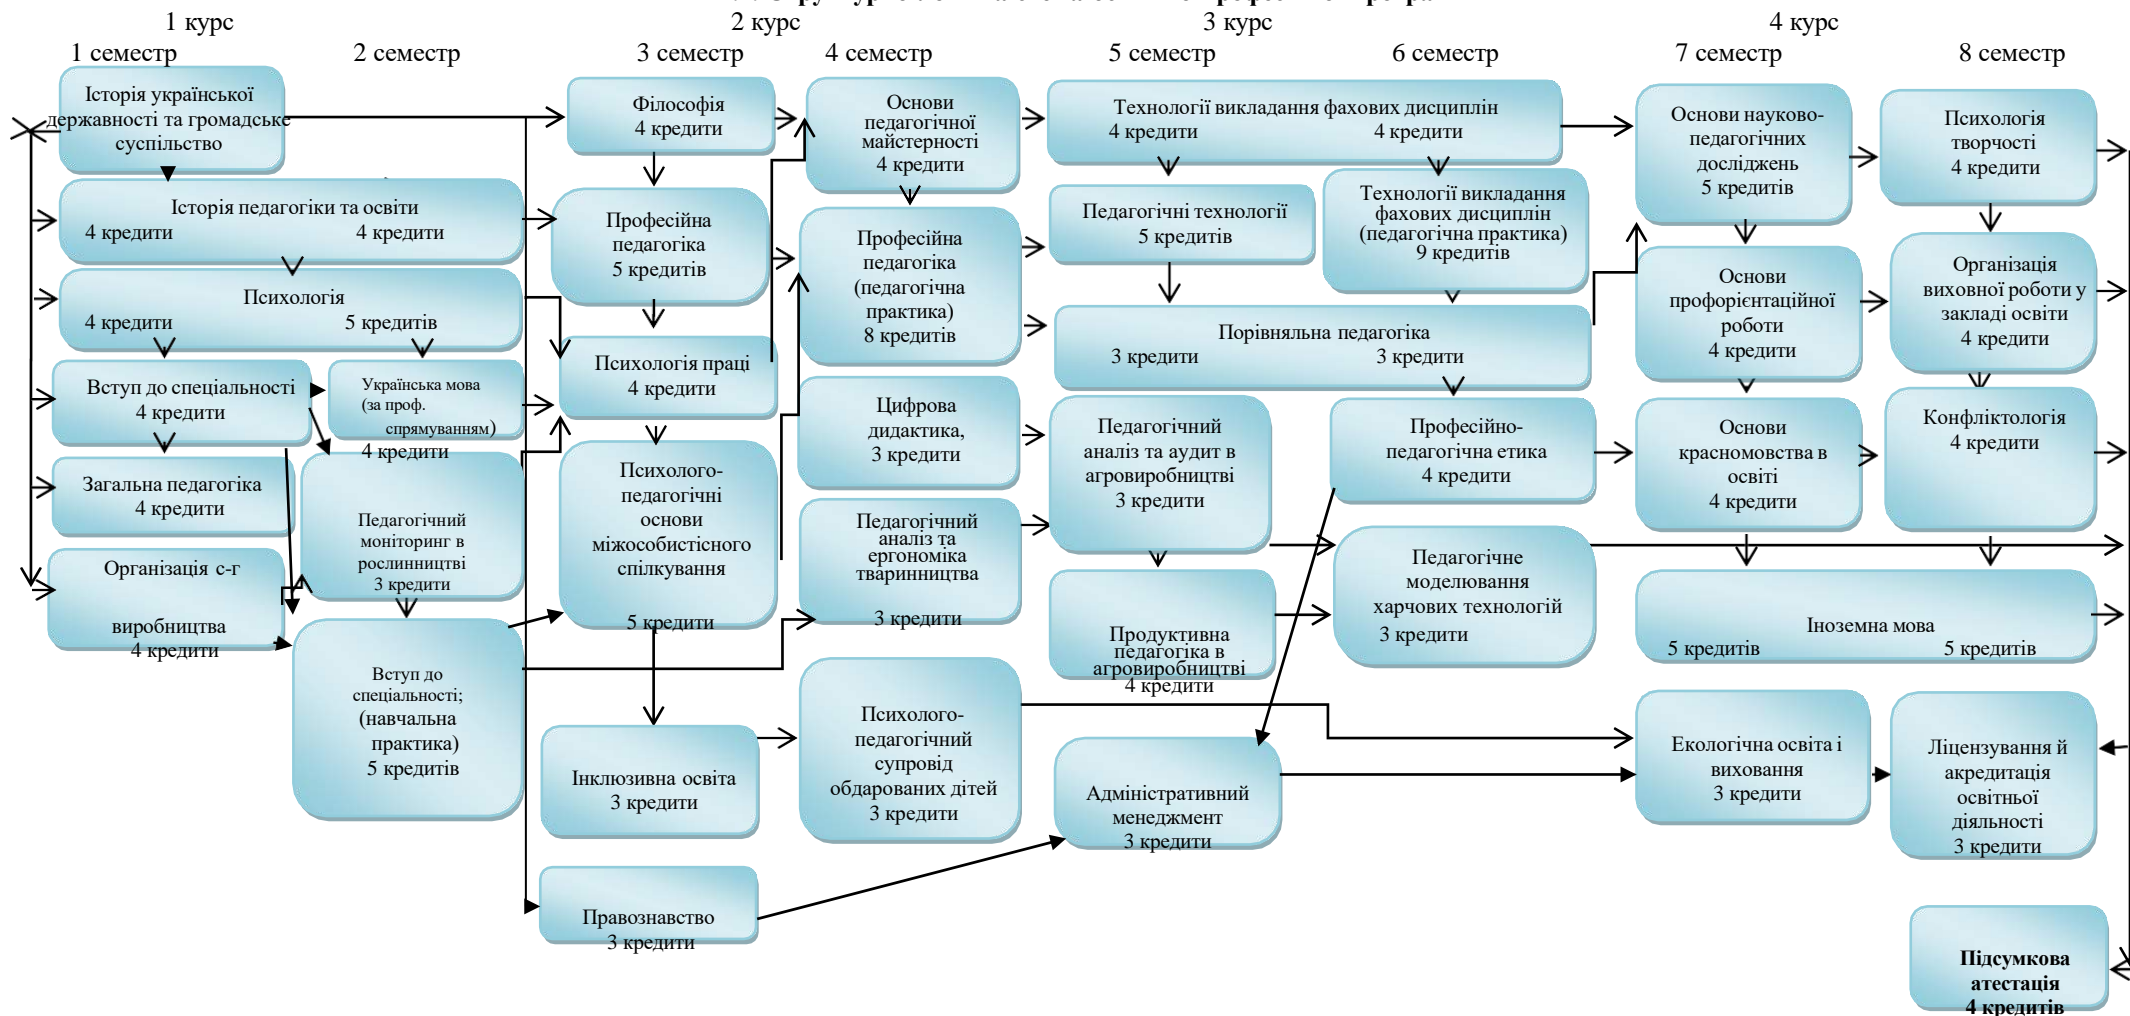 1 курс
2 курс
3 курс
4 курс
1 семестр
2 семестр
3 семестр
4 семестр
5 семестр
6 семестр
7 семестр
8 семестр
Історія української
державності та громадське
суспільство
Історія педагогіки та освіти
4 кредити 4 кредити
Психологія
4 кредити 5 кредитів
Вступ до спеціальності
4 кредити
Загальна педагогіка
4 кредити
Організація с-г
виробництва
4 кредити
Українська мова
(за проф.
спрямуванням)
4 кредити
Педагогічний
моніторинг в
рослинництві
3 кредити
Вступ до
спеціальності;
(навчальна
практика)
5 кредитів
Філософія
4 кредити
Професійна
педагогіка
5 кредитів
Психологія праці
4 кредити
Психолого-
педагогічні
основи
міжособистісного
спілкування
5 кредити
Інклюзивна освіта
3 кредити
Правознавство
3 кредити
Основи
педагогічної
майстерності
4 кредити
Професійна
педагогіка
(педагогічна
практика)
8 кредитів
Цифрова
дидактика,
3 кредити
Педагогічний
аналіз та
ергономіка
тваринництва
3 кредити
Психолого-
педагогічний
супровід
обдарованих дітей
3 кредити
Технології викладання фахових дисциплін
4 кредити 4 кредити
Педагогічні технології
5 кредитів
Технології викладання
фахових дисциплін
(педагогічна практика)
9 кредитів
Порівняльна педагогіка
3 кредити 3 кредити
Педагогічний
аналіз та аудит в
агровиробництві
3 кредити
Продуктивна
педагогіка в
агровиробництві
4 кредити
Адміністративний
менеджмент
3 кредити
Професійно-
педагогічна етика
4 кредити
Педагогічне
моделювання
харчових технологій
3 кредити
Основи науково-
педагогічних
досліджень
5 кредитів
Основи
профорієнтаційної
роботи
4 кредити
Основи
красномовства в
освіті
4 кредити
Іноземна мова
5 кредитів 5 кредитів
Екологічна освіта і
виховання
3 кредити
Психологія
творчості
4 кредити
Організація
виховної роботи у
закладі освіти
4 кредити
Конфліктологія
4 кредити
Ліцензування й
акредитація
освітньої
діяльності
3 кредити
Підсумкова
атестація
4 кредитів